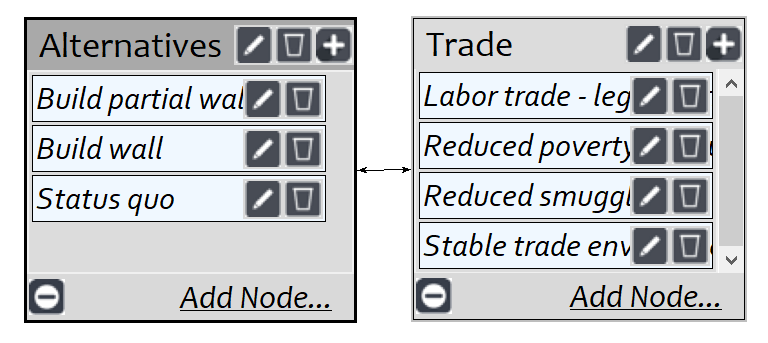 Alternatives
Build partial wal
Build wall
Status quo
Add Node...
Trade
Labor trade - leg
Reduced poverty
Reduced smuggl
Stable trade env
Add Node...